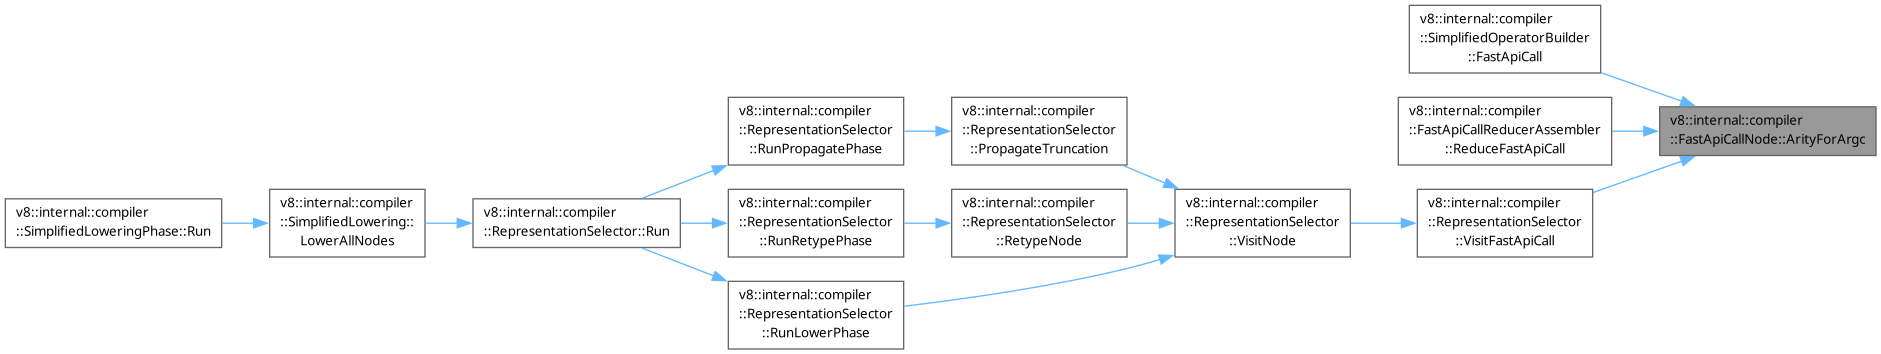 v8::internal::compiler
::SimplifiedLoweringPhase::Run
v8::internal::compiler
::SimplifiedLowering::
LowerAllNodes
v8::internal::compiler
::RepresentationSelector::Run
v8::internal::compiler
::RepresentationSelector
::RunPropagatePhase
v8::internal::compiler
::RepresentationSelector
::RunRetypePhase
v8::internal::compiler
::RepresentationSelector
::RunLowerPhase
v8::internal::compiler
::RepresentationSelector
::PropagateTruncation
v8::internal::compiler
::RepresentationSelector
::RetypeNode
v8::internal::compiler
::RepresentationSelector
::VisitNode
v8::internal::compiler
::SimplifiedOperatorBuilder
::FastApiCall
v8::internal::compiler
::FastApiCallReducerAssembler
::ReduceFastApiCall
v8::internal::compiler
::RepresentationSelector
::VisitFastApiCall
v8::internal::compiler
::FastApiCallNode::ArityForArgc